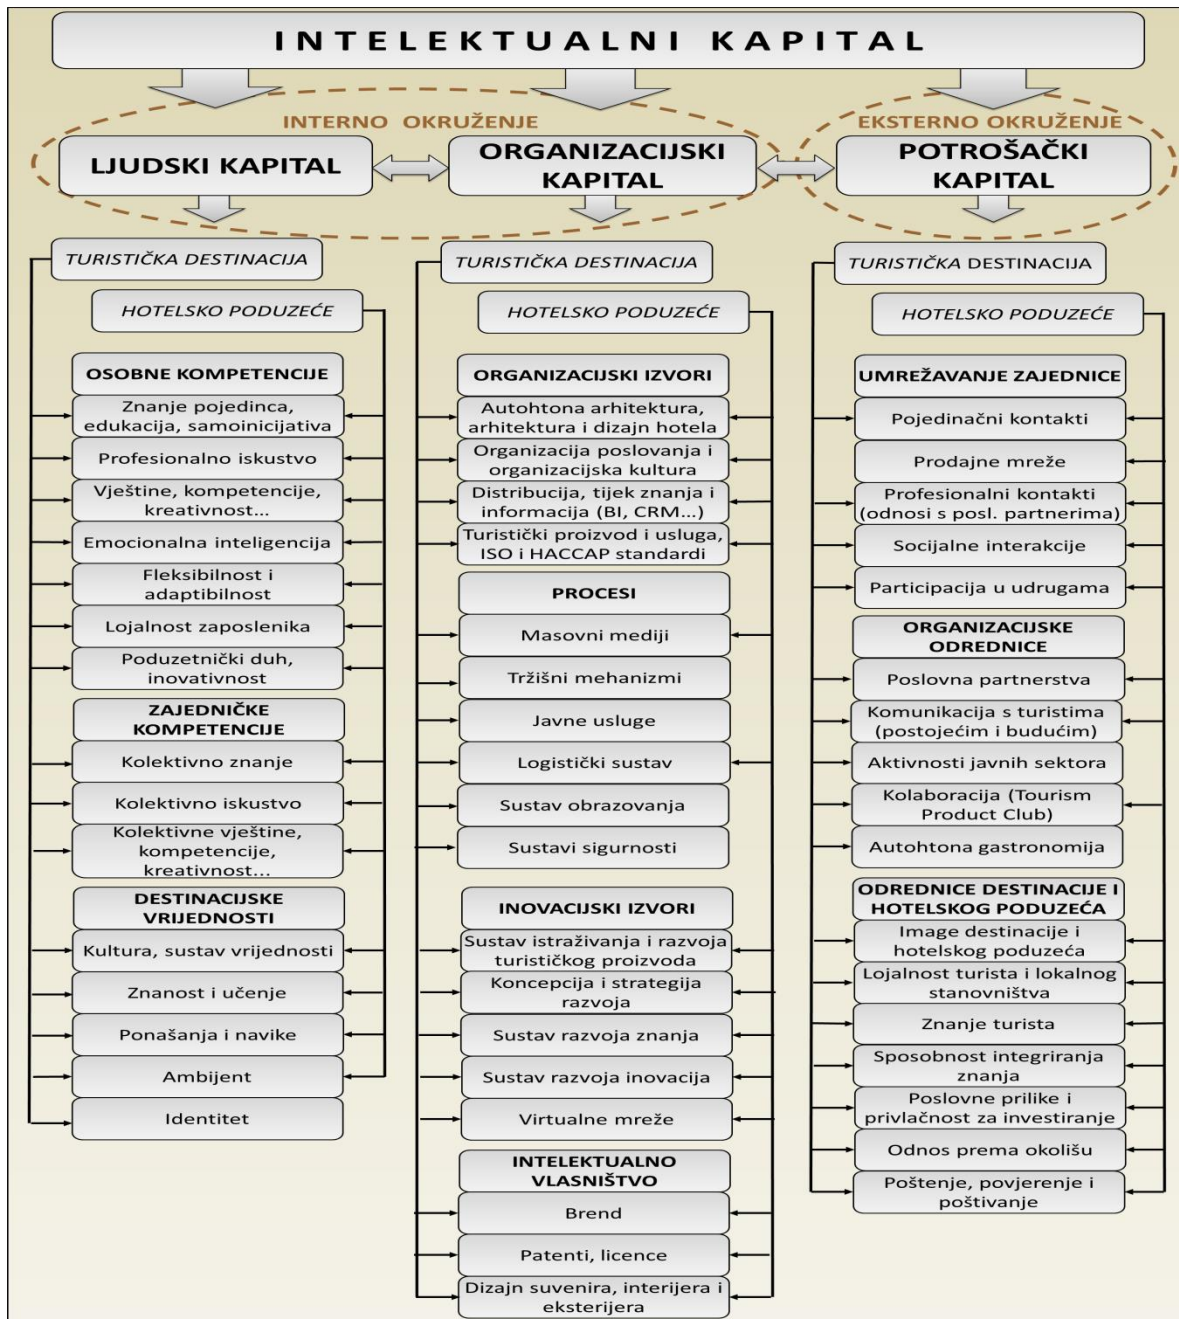 INTELEKTUALNI KAPITAL
INTERNO OKRUŽENJE
EKSTERNO OKRUŽENJE
LJUDSKI KAPITAL
ORGANIZACIJSKI
KAPITAL
POTROŠAČKI
KAPITAL
TURISTIČKA DESTINACIJA
HOTELSKO PODUZEĆE
OSOBNE KOMPETENCIJE
Znanje pojedinca,
edukacija, samoinicijativa
Profesionalno iskustvo
Vještine, kompetencije,
kreativnost...
Emocionalna inteligencija
Fleksibilnost i
adaptibilnost
Lojalnost zaposlenika
Poduzetnički duh,
inovativnost
ZAJEDNIČKE
KOMPETENCIJE
Kolektivno znanje
Kolektivno iskustvo
Kolektivne vještine,
kompetencije,
kreativnost...
DESTINACIJSKE
VRIJEDNOSTI
Kultura, sustav vrijednosti
Znanost i učenje
Ponašanja i navike
Ambijent
Identitet
TURISTIČKA DESTINACIJA
HOTELSKO PODUZEĆE
ORGANIZACIJSKI IZVORI
Autohtona arhitektura,
arhitektura i dizajn hotela
Organizacija poslovanja i
organizacijska kultura
Distribucija, tijek znanja i
informacija (BI, CRM...)
Turistički proizvod i usluga,
ISO i HACCAP standardi
PROCESI
Masovni mediji
Tržišni mehanizmi
Javne usluge
Logistički sustav
Sustav obrazovanja
Sustavi sigurnosti
INOVACIJSKI IZVORI
Sustav istraživanja i razvoja
turističkog proizvoda
Koncepcija i strategija
razvoja
Sustav razvoja znanja
Sustav razvoja inovacija
Virtualne mreže
INTELEKTUALNO
VLASNIŠTVO
Brend
Patenti, licence
Dizajn suvenira, interijera i
eksterijera
TURISTIČKA DESTINACIJA
HOTELSKO PODUZEĆE
UMREŽAVANJE ZAJEDNICE
Pojedinačni kontakti
Prodajne mreže
Profesionalni kontakti
(odnosi s posl. partnerima)
Socijalne interakcije
Participacija u udrugama
ORGANIZACIJSKE
ODREDNICE
Poslovna partnerstva
Komunikacija s turistima
(postojećim i budućim)
Aktivnosti javnih sektora
Kolaboracija (Tourism
Product Club)
Autohtona gastronomija
ODREDNICE DESTINACIJE I
HOTELSKOG PODUZEĆA
Image destinacije i
hotelskog poduzeća
Lojalnost turista i lokalnog
stanovništva
Znanje turista
Sposobnost integriranja
znanja
Poslovne prilike i
privlačnost za investiranje
Odnos prema okolišu
Poštenje, povjerenje i
poštivanje